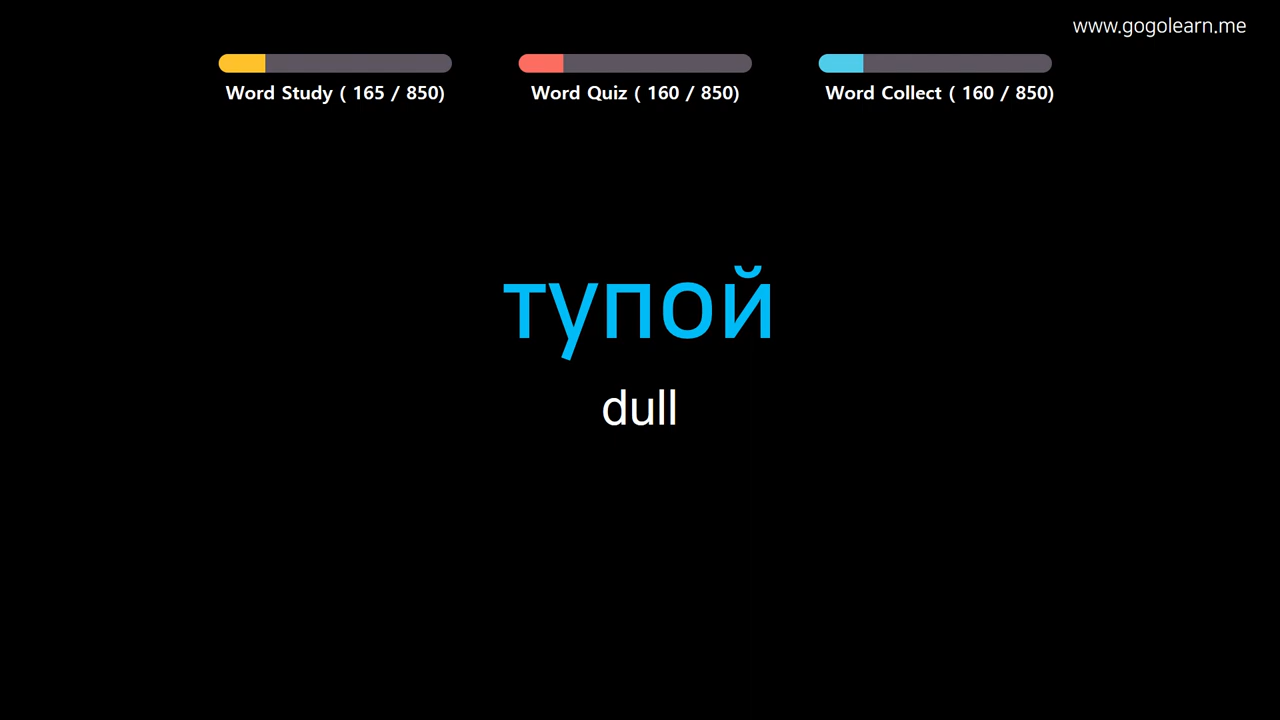 www.gogolearn.me
Word Study ( 165 / 850)
Word Quiz ( 160 / 850)
Word Collect ( 160 / 850)
тупой
dull